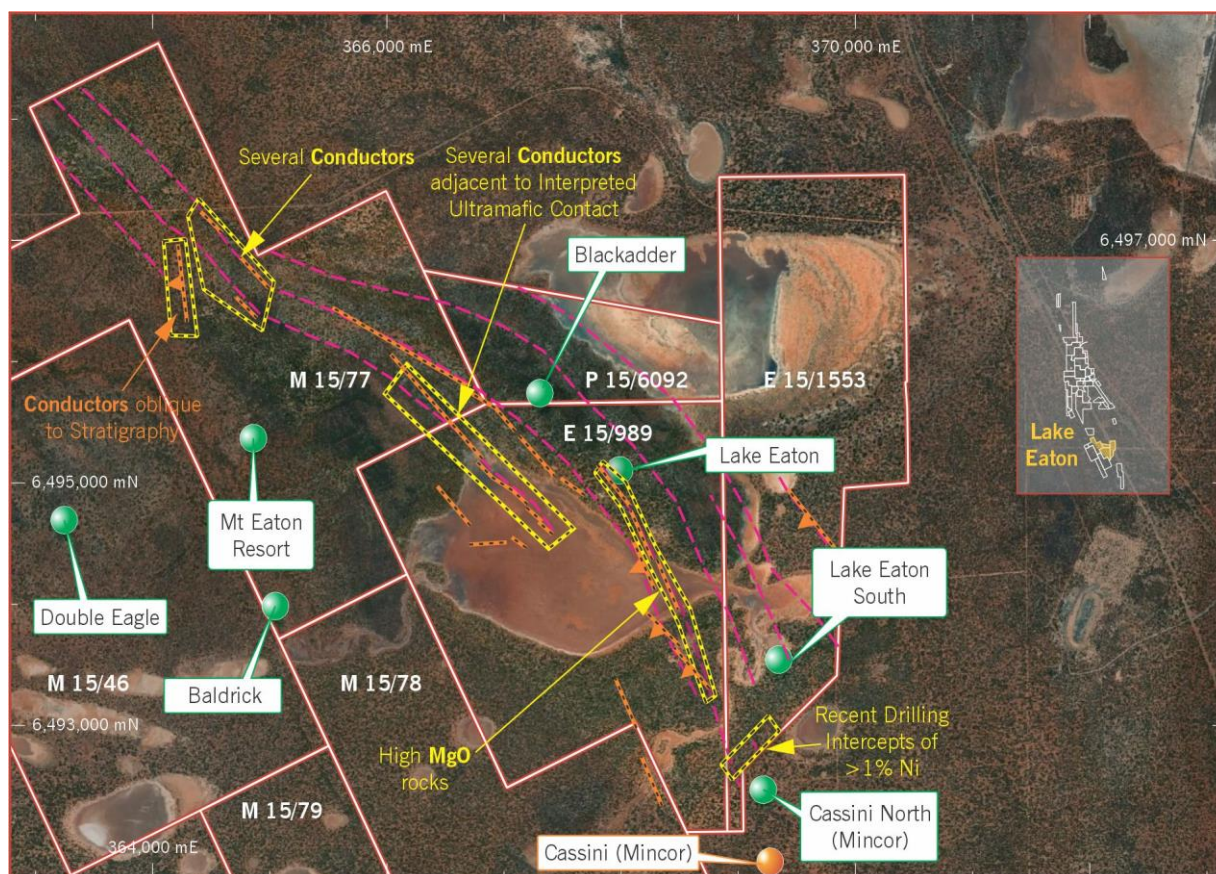 366,000 mE
370,000 mE
Several Conductors
Several Conductors
adjacent to Interpreted
Ultramafic Contact
6,497,000 mN
Blackadder
M 15/77
P 15/6092
E 15/1553
Conductors oblique
to Stratigraphy
E 15/989
Lake
Eaton
Lake Eaton
6,495,000 mN
Mt Eaton
Resort
Double Eagle
Lake Eaton
South
Baldrick
M 15/46
M 15/78
6,493,000 mN
High MgO
rocks
Recent Drilling
Intercepts of
>1% Ni
M 15/79
Cassini North
(Mincor)
364,000 mE
Cassini (Mincor)